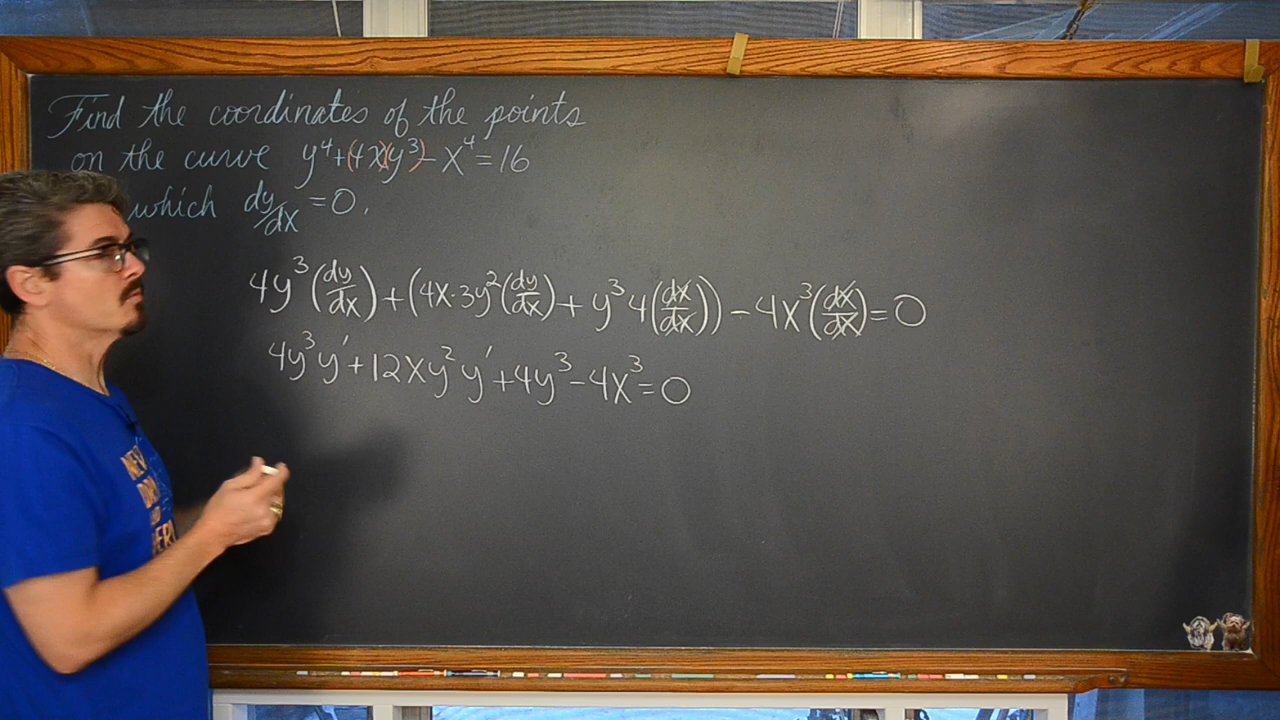 Find the coordinates of the points
on the curve y⁴+(4x)(y³)-x⁴=16
which dy/dx=0.
4y³(dy/dx)+(4x·3y²(dy/dx)+y³4(dx/dx))-4x³(dx/dx)=0
4y³y'+12xy²y'+4y³-4x³=0